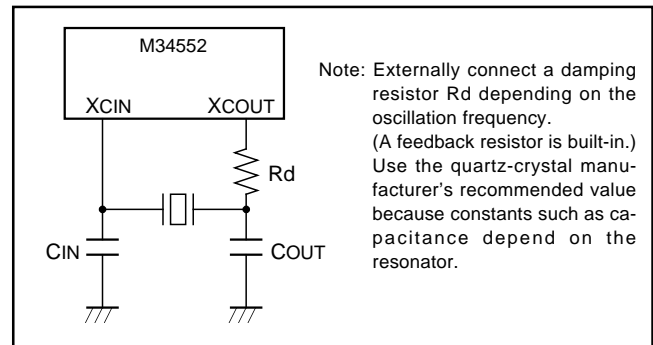 M34552
XCIN
XCOUT
Rd
CIN
COUT
Note: Externally connect a damping
resistor Rd depending on the
oscillation frequency.
(A feedback resistor is built-in.)
Use the quartz-crystal manu-
facturer's recommended value
because constants such as ca-
pacitance depend on the
resonator.